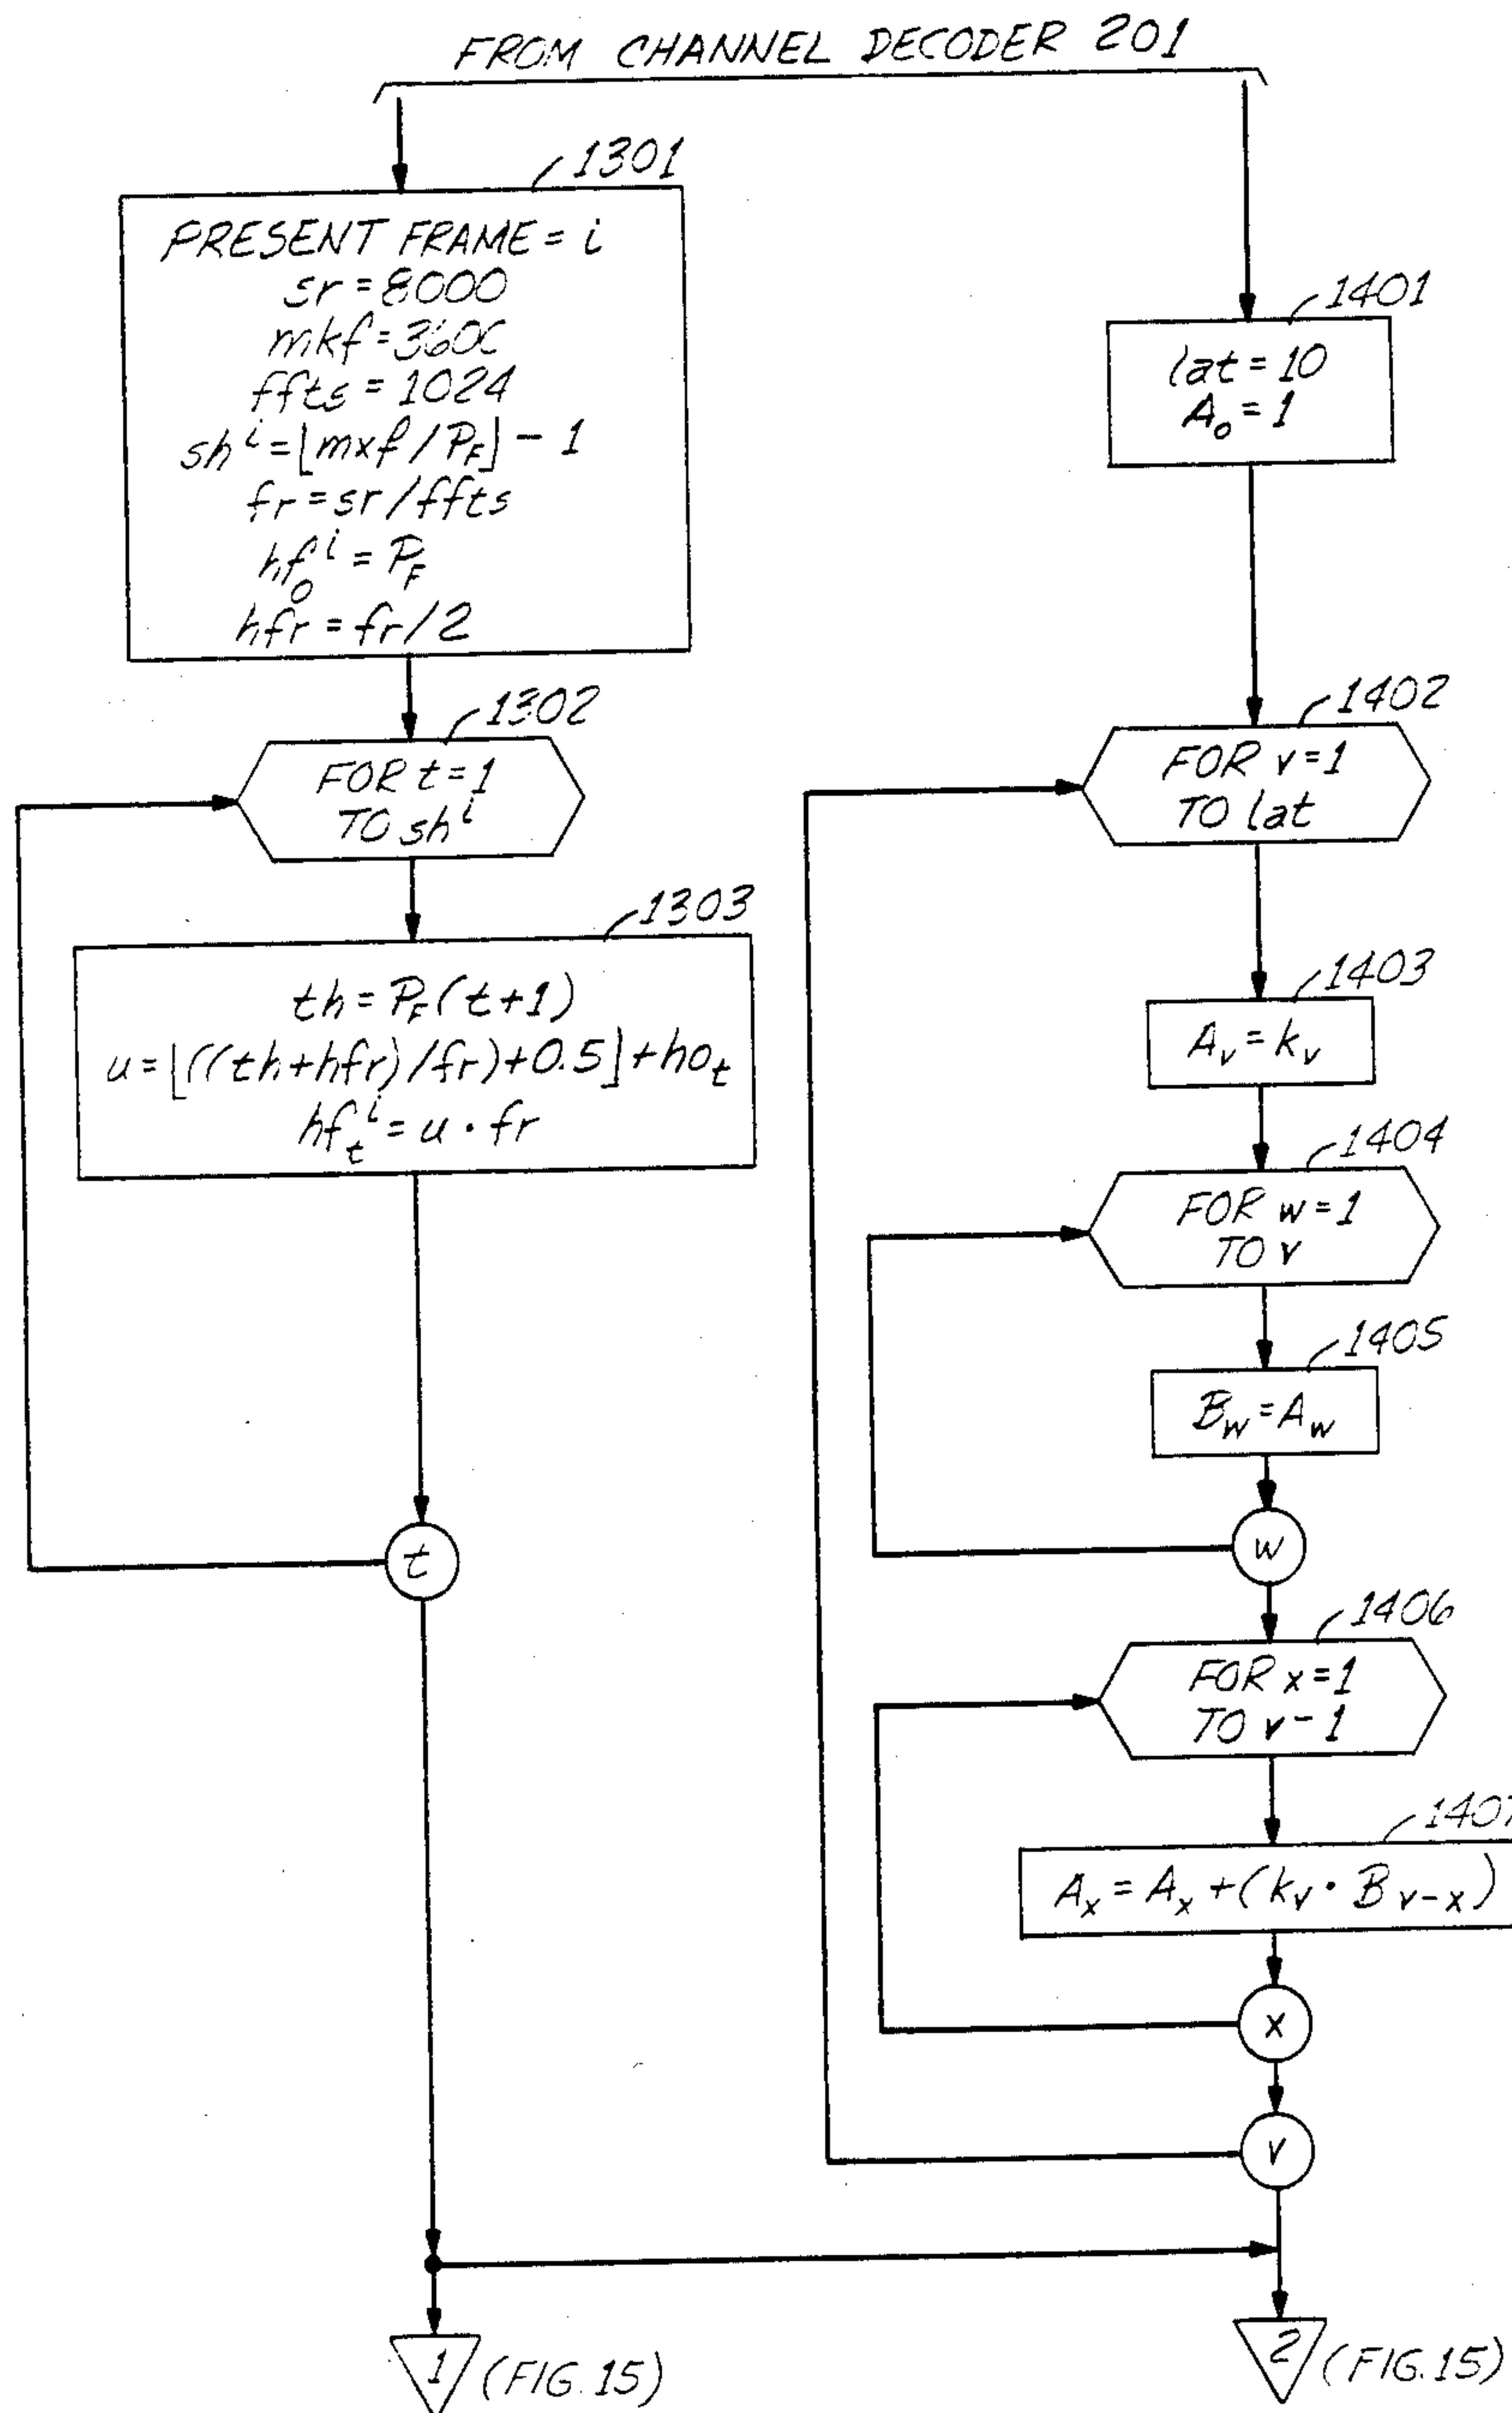 FROM CHANNEL DECODER 201
1301
PRESENT FRAME = i
sr = 8000
ffts = 1024
sh^i = ⌊mxf / P_F⌋ - 1
fr = sr / ffts
hf_0^i = P_F
hfr = fr / 2
1302
FOR t = 1
TO sh^i
1303
th = P_F (t + 1)
u = ⌊((th + hfr) / fr) + 0.5⌋ + ho_t
hf_t^i = u · fr
t
1
(FIG. 15)
1401
lat = 10
A_0 = 1
1402
FOR v = 1
TO lat
1403
A_v = k_v
1404
FOR w = 1
TO v
1405
B_w = A_w
w
1406
FOR x = 1
TO v - 1
1407
A_x = A_x + (k_v · B_v-x)
x
v
2
(FIG. 15)